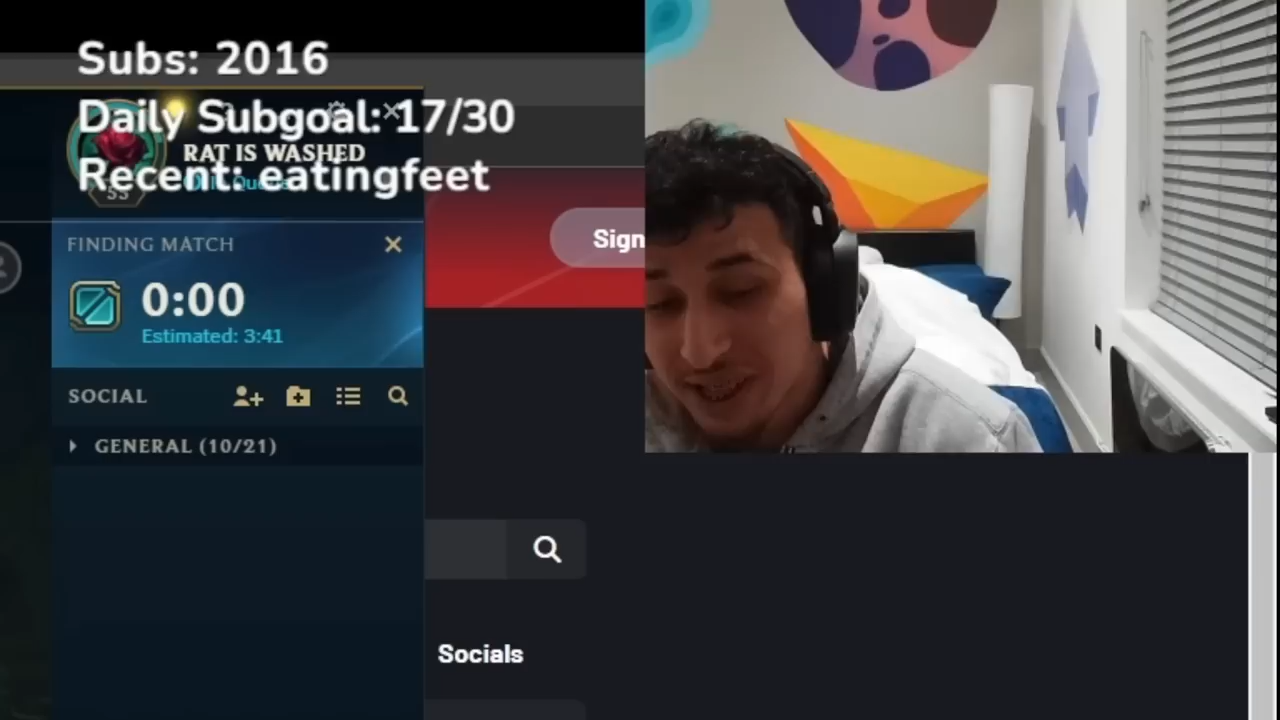 Subs: 2016
Daily Subgoal: 17/30
RAT IS WASHED
Recent: eatingfeet
Sign
FINDING MATCH
0:00
Estimated: 3:41
SOCIAL
GENERAL (10/21)
Socials